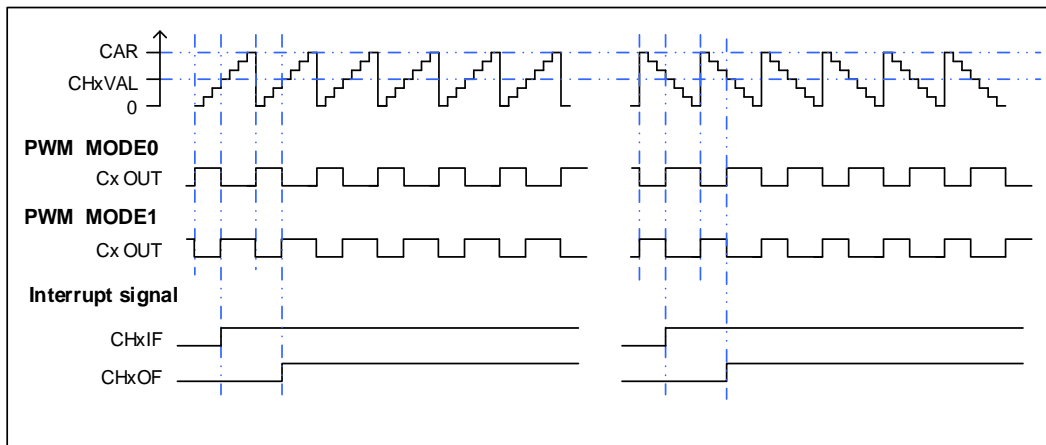 CAR
CHxVAL
0
PWM MODE0
Cx OUT
PWM MODE1
Cx OUT
Interrupt signal
CHxIF
CHxOF